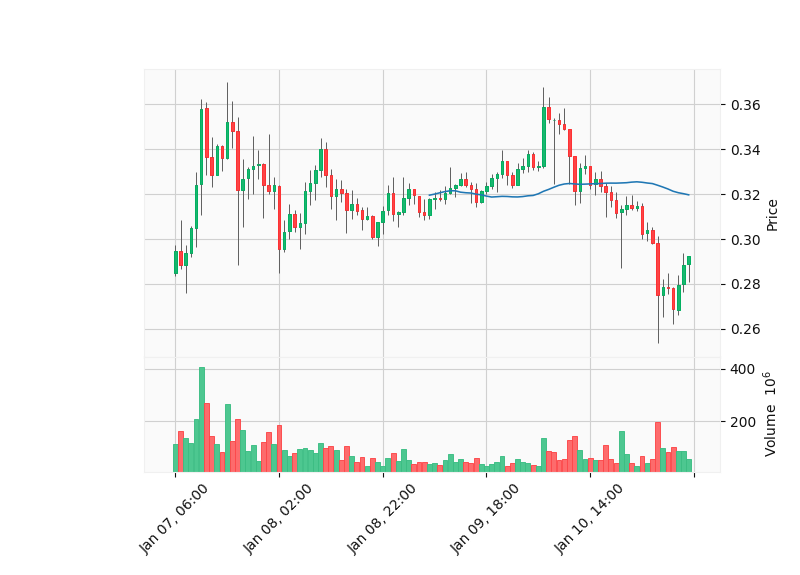 0.36
0.34
0.32
0.30
0.28
0.26
Price
400
200
Volume 10^6
Jan 07, 06:00
Jan 08, 02:00
Jan 08, 22:00
Jan 09, 18:00
Jan 10, 14:00